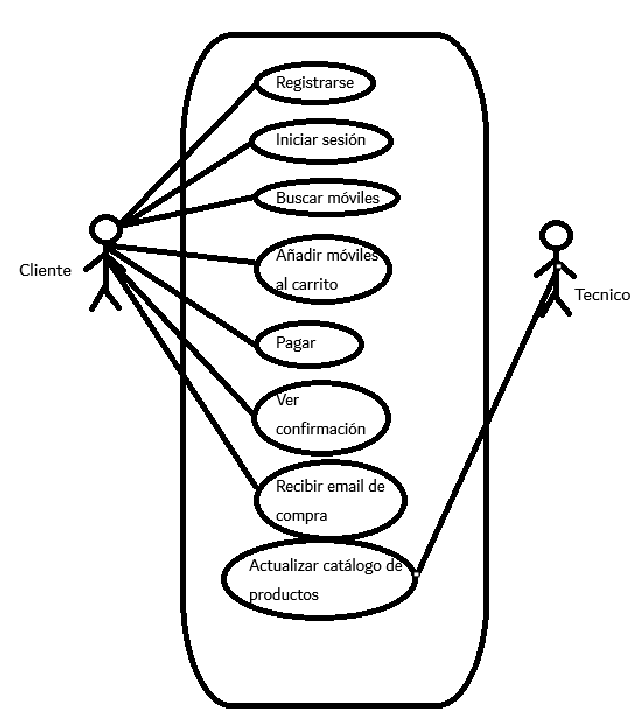 Registrarse
Iniciar sesión
Buscar móviles
Añadir móviles
al carrito
Cliente
Tecnico
Pagar
Ver
confirmación
Recibir email de
compra
Actualizar catálogo de
productos